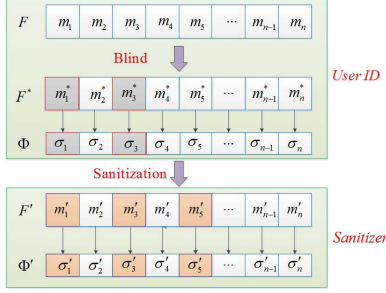 F m₁ m₂ m₃ m₄ m₅ ... mₙ₋₁ mₙ
Blind
User ID
F* m₁* m₂* m₃* m₄* m₅* ... mₙ₋₁* mₙ*
Φ σ₁ σ₂ σ₃ σ₄ σ₅ ... σₙ₋₁ σₙ
Sanitization
F′ m₁′ m₂′ m₃′ m₄′ m₅′ ... mₙ₋₁′ mₙ′
Sanitizer
Φ′ σ₁′ σ₂′ σ₃′ σ₄′ σ₅′ ... σₙ₋₁′ σₙ′